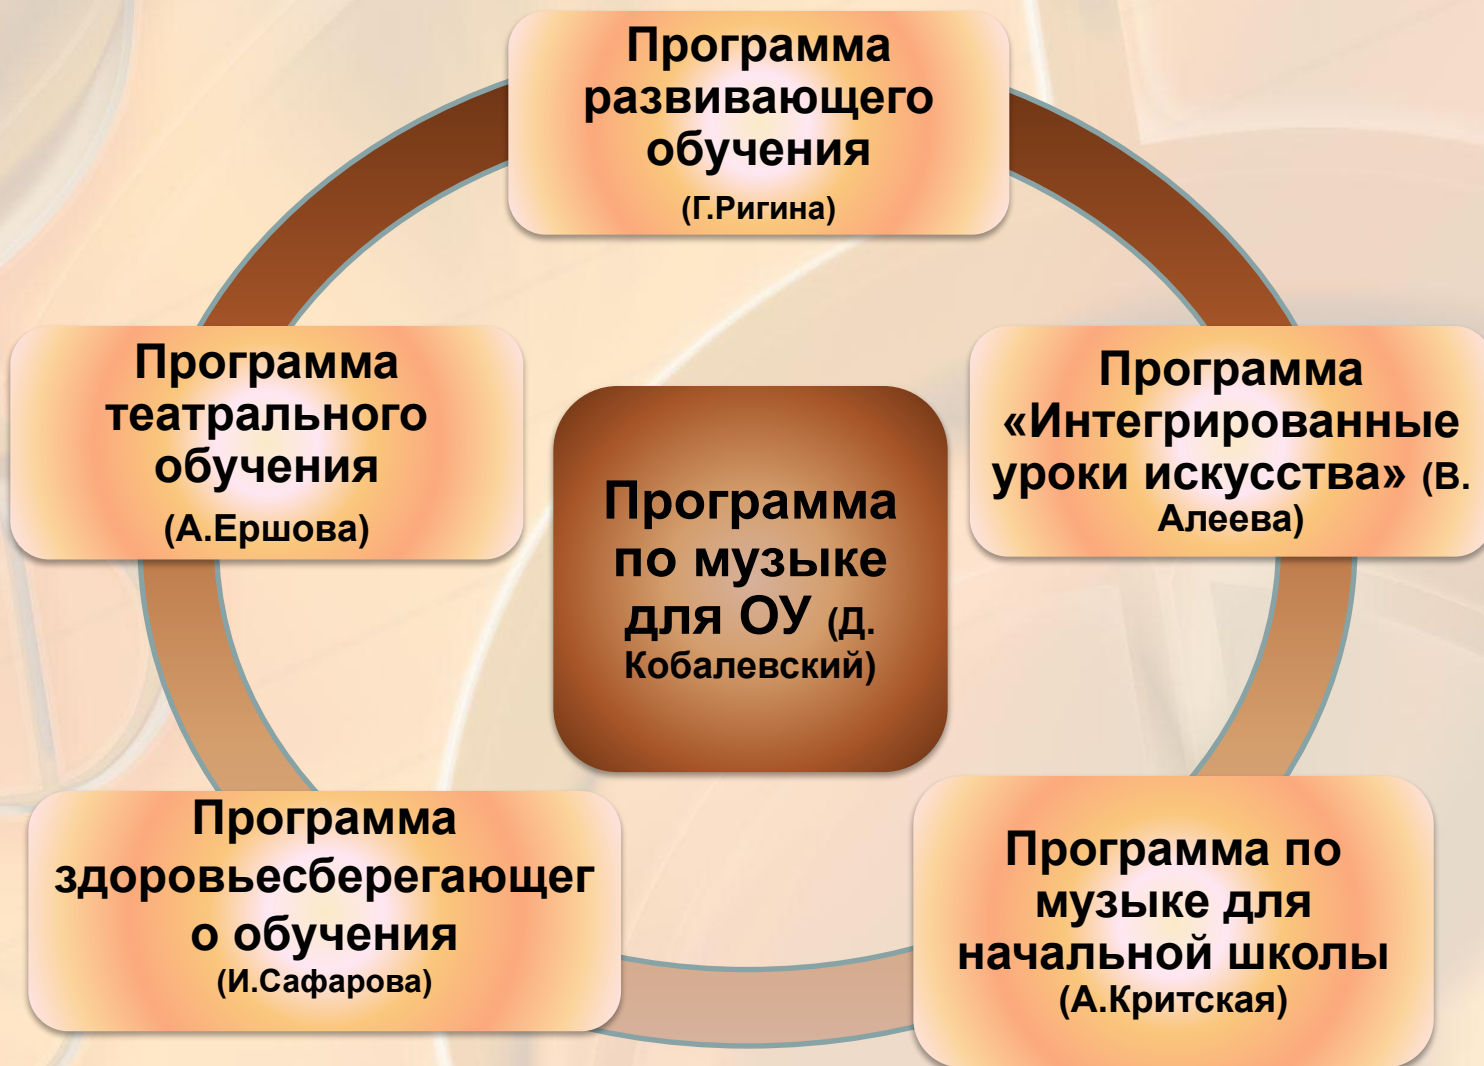 Программа
развивающего
обучения
(Г.Ригина)
Программа
театрального
обучения
(А.Ершова)
Программа
«Интегрированные
уроки искусства» (В.
Алеева)
Программа
по музыке
для ОУ (Д.
Кобалевский)
Программа
здоровьесберегающег
о обучения
(И.Сафарова)
Программа по
музыке для
начальной школы
(А.Критская)